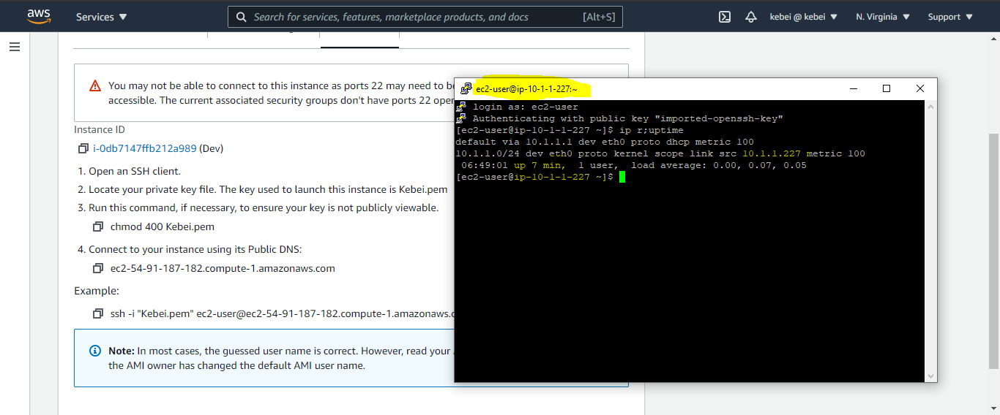 aws
Services
Search for services, features, marketplace products, and docs
[Alt+S]
kebei @ kebei
N. Virginia
Support
You may not be able to connect to this instance as ports 22 may need to be
accessible. The current associated security groups don't have ports 22
Instance ID
i-0db7147ffb212a989 (Dev)
1. Open an SSH client.
2. Locate your private key file. The key used to launch this instance is Kebei.pem
3. Run this command, if necessary, to ensure your key is not publicly viewable.
chmod 400 Kebei.pem
4. Connect to your instance using its Public DNS:
ec2-54-91-187-182.compute-1.amazonaws.com
Example:
ssh -i "Kebei.pem" ec2-user@ec2-54-91-187-182.compute-1.amazonaws.
Note: In most cases, the guessed user name is correct. However, read your
the AMI owner has changed the default AMI user name.
ec2-user@ip-10-1-1-227:~
login as: ec2-user
Authenticating with public key "imported-openssh-key"
[ec2-user@ip-10-1-1-227 ~]$ ip r;uptime
default via 10.1.1.1 dev eth0 proto dhcp metric 100
10.1.1.0/24 dev eth0 proto kernel scope link src 10.1.1.227 metric 100
06:49:01 up 7 min, 1 user, load average: 0.00, 0.07, 0.05
[ec2-user@ip-10-1-1-227 ~]$